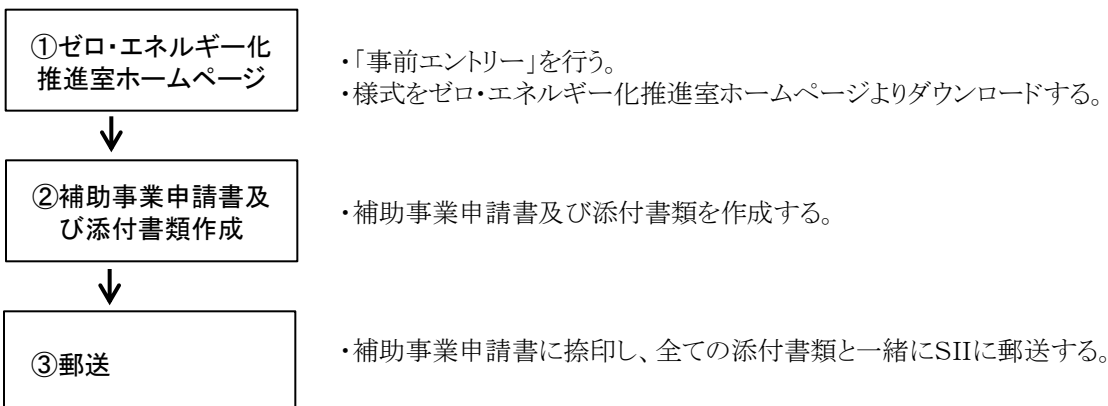 ①ゼロ・エネルギー化
推進室ホームページ
・「事前エントリー」を行う。
・様式をゼロ・エネルギー化推進室ホームページよりダウンロードする。
②補助事業申請書及
び添付書類作成
・補助事業申請書及び添付書類を作成する。
③郵送
・補助事業申請書に捺印し、全ての添付書類と一緒にSIIに郵送する。